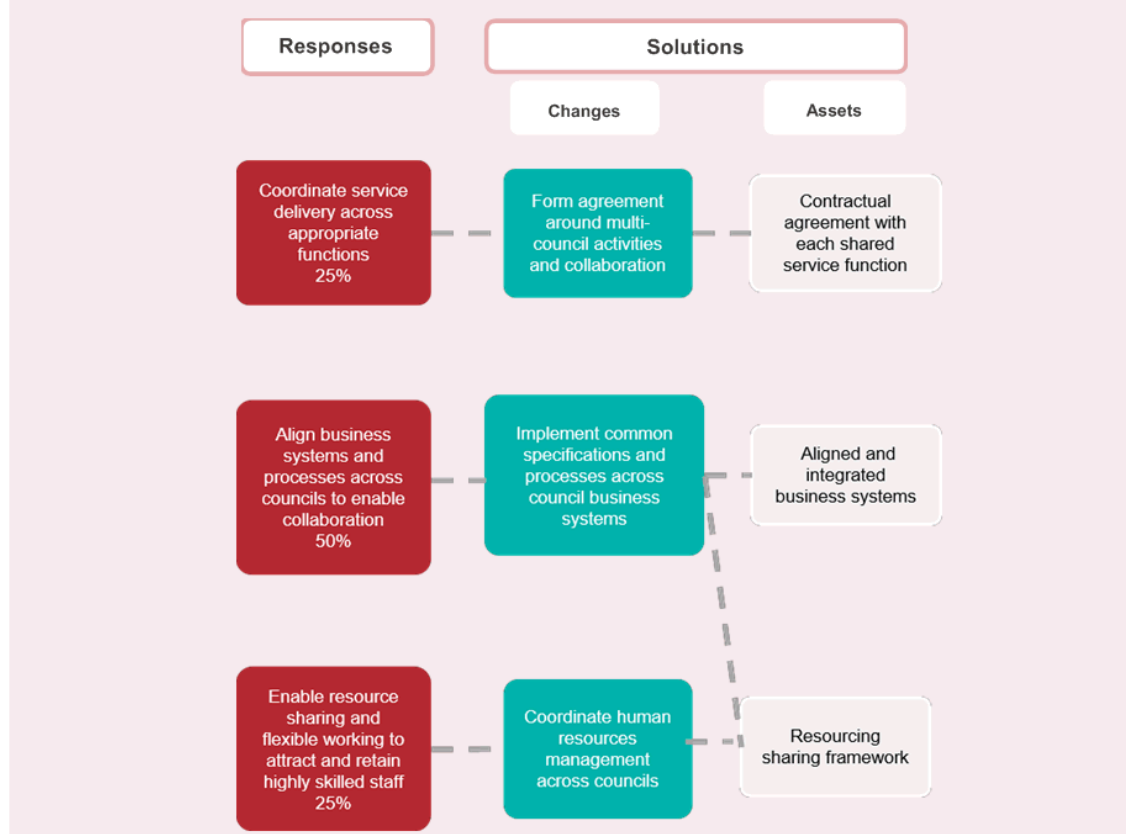 Responses
Solutions
Changes
Assets
Coordinate service
delivery across
appropriate
functions
25%
Form agreement
around multi-
council activities
and collaboration
Contractual
agreement with
each shared
service function
Align business
systems and
processes across
councils to enable
collaboration
50%
Implement common
specifications and
processes across
council business
systems
Aligned and
integrated
business systems
Enable resource
sharing and
flexible working to
attract and retain
highly skilled staff
25%
Coordinate human
resources
management
across councils
Resourcing
sharing framework